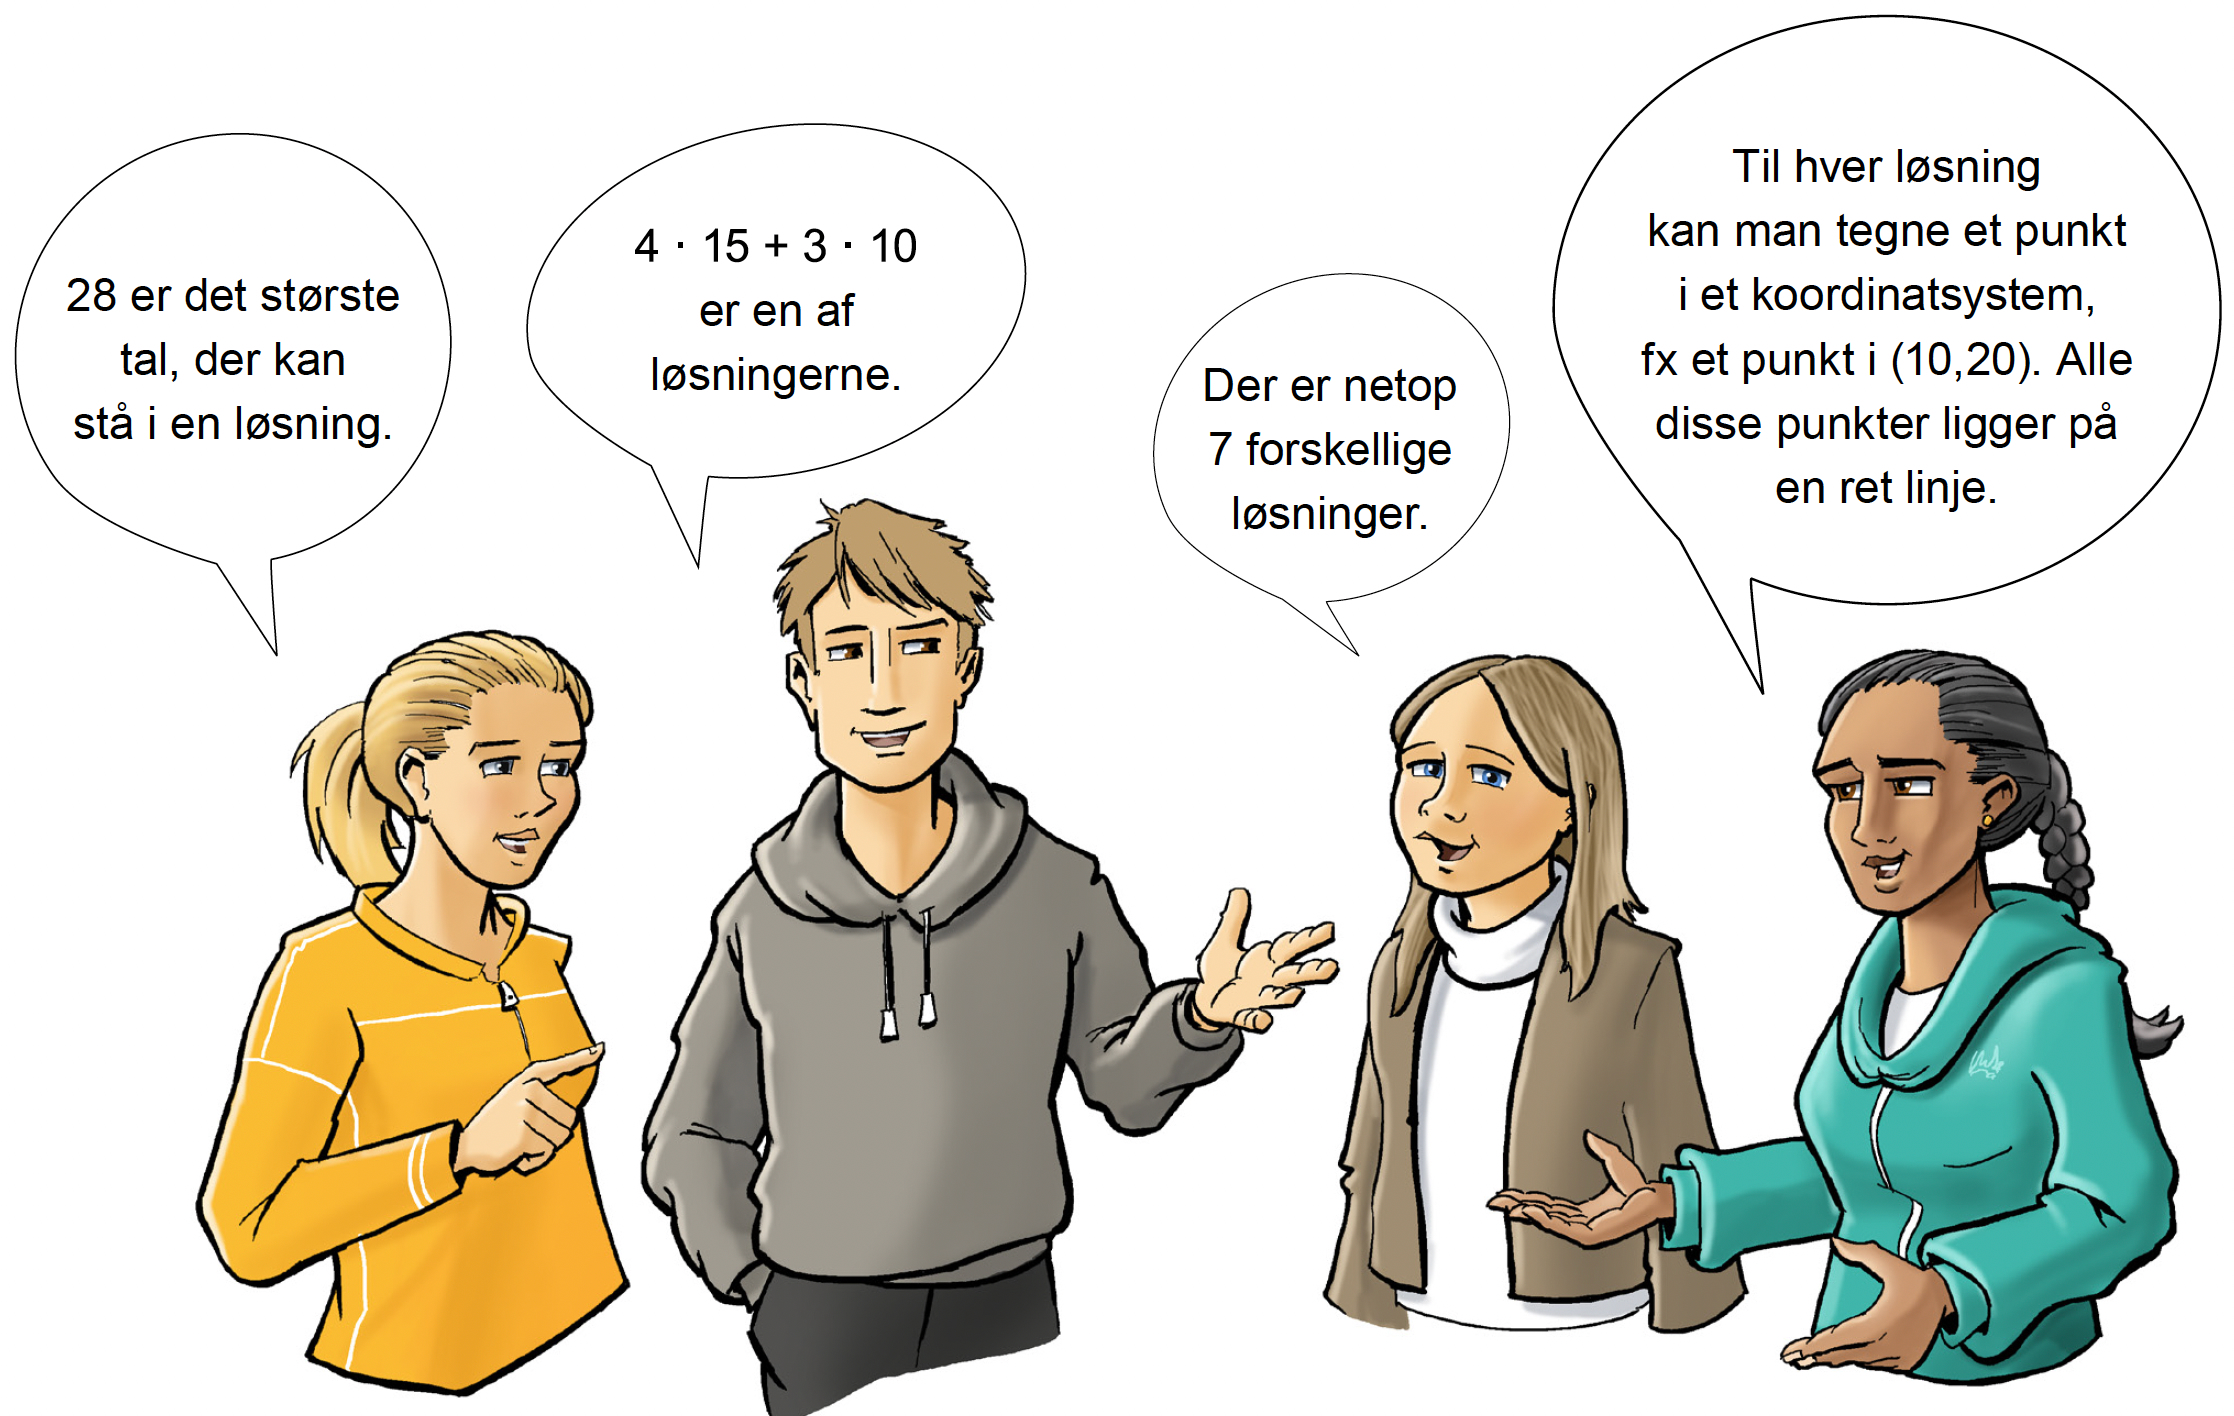 28 er det største
tal, der kan
stå i en løsning.
4 · 15 + 3 · 10
er en af
løsningerne.
Der er netop
7 forskellige
løsninger.
Til hver løsning
kan man tegne et punkt
i et koordinatsystem,
fx et punkt i (10,20). Alle
disse punkter ligger på
en ret linje.